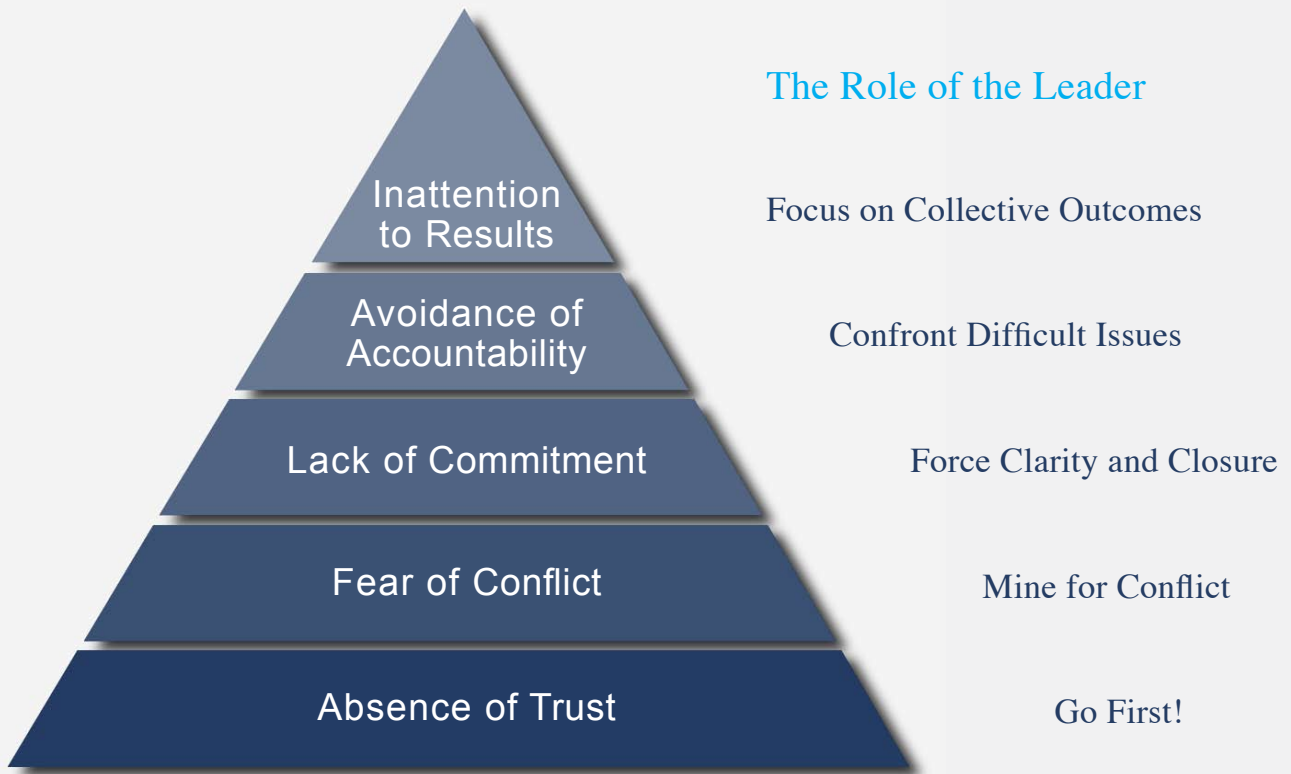 The Role of the Leader
Inattention
to Results
Focus on Collective Outcomes
Avoidance of
Accountability
Confront Difficult Issues
Lack of Commitment
Force Clarity and Closure
Fear of Conflict
Mine for Conflict
Absence of Trust
Go First!